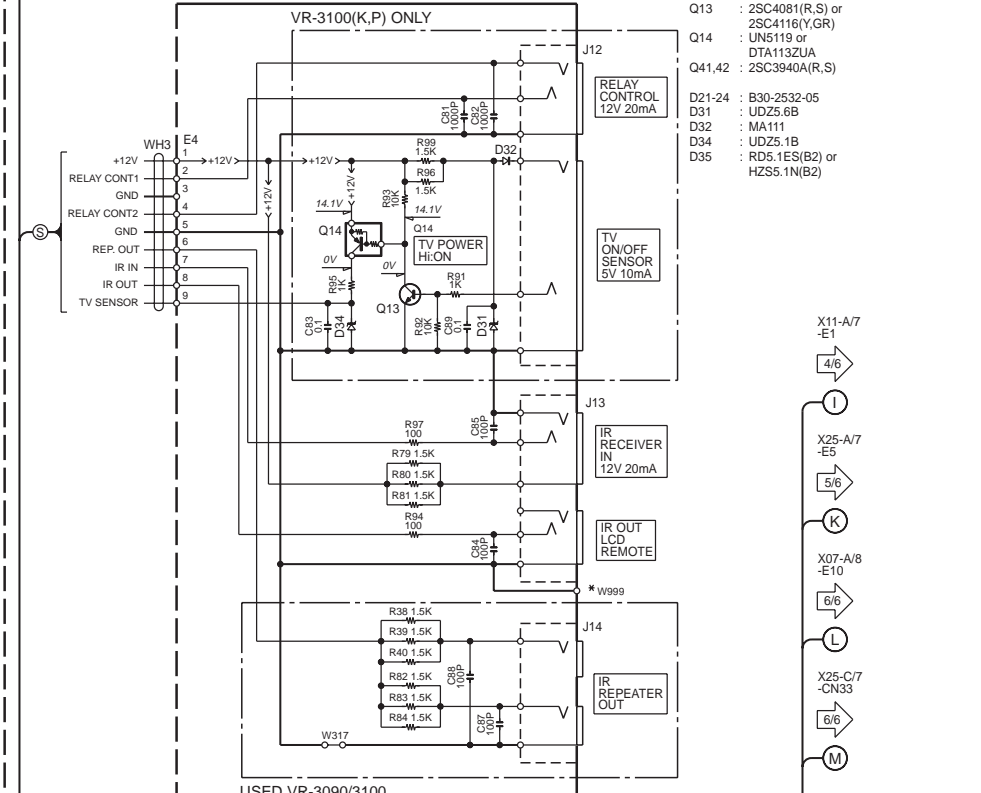 VR-3100(K,P) ONLY
Q13 : 2SC4081(R,S) or
2SC4116(Y,GR)
Q14 : UN5119 or
DTA113ZUA
Q41,42 : 2SC3940A(R,S)
D21-24 : B30-2532-05
D31 : UDZ5.6B
D32 : MA111
D34 : UDZ5.1B
D35 : RD5.1ES(B2) or
HZS5.1N(B2)
J12
RELAY
CONTROL
12V 20mA
C81
1000P
C82
1000P
WH3
E4
+12V
1
+12V
+12V
RELAY CONT1
2
GND
3
RELAY CONT2
4
GND
5
REP. OUT
6
IR IN
7
IR OUT
8
TV SENSOR
9
S
+12V
+12V
R99
1.5K
R96
1.5K
D32
R93
10K
14.1V
14.1V
Q14
Q14
TV POWER
Hi:ON
0V
0V
R95
1K
R91
1K
Q13
C83
0.1
D34
R92
10K
C89
0.1
D31
TV
ON/OFF
SENSOR
5V 10mA
J13
C85
100P
R97
100
R79 1.5K
R80 1.5K
R81 1.5K
R94
100
IR
RECEIVER
IN
12V 20mA
IR OUT
LCD
REMOTE
C84
100P
* W999
R38 1.5K
R39 1.5K
R40 1.5K
R82 1.5K
R83 1.5K
R84 1.5K
C88
100P
C87
100P
J14
IR
REPEATER
OUT
W317
USED VR-3090/3100
X11-A/7
-E1
4/6
I
X25-A/7
-E5
5/6
K
X07-A/8
-E10
6/6
L
X25-C/7
-CN33
6/6
M